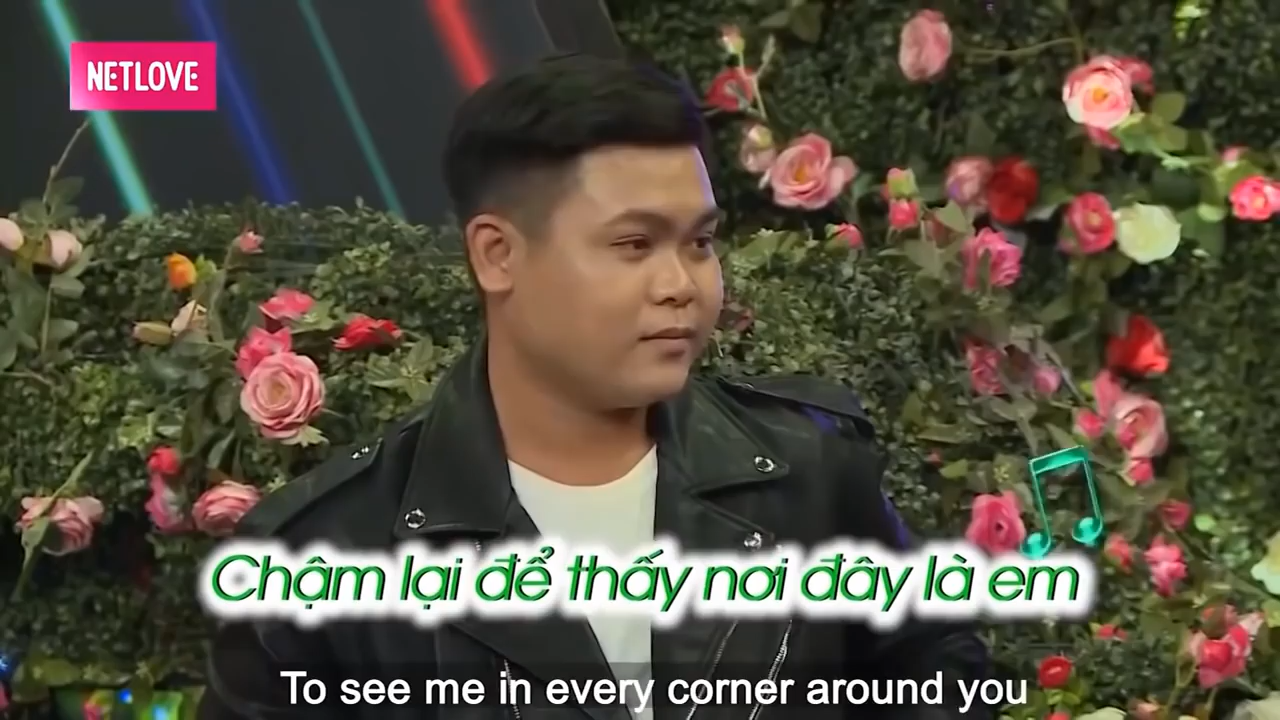 NETLOVE
Chậm lại để thấy nơi đây là em
To see me in every corner around you